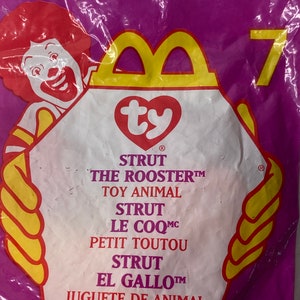 7
ty
®
STRUT
THE ROOSTER™
TOY ANIMAL
STRUT
LE COQᴹᶜ
PETIT TOUTOU
STRUT
EL GALLO™
JUGUETE DE ANIMAL